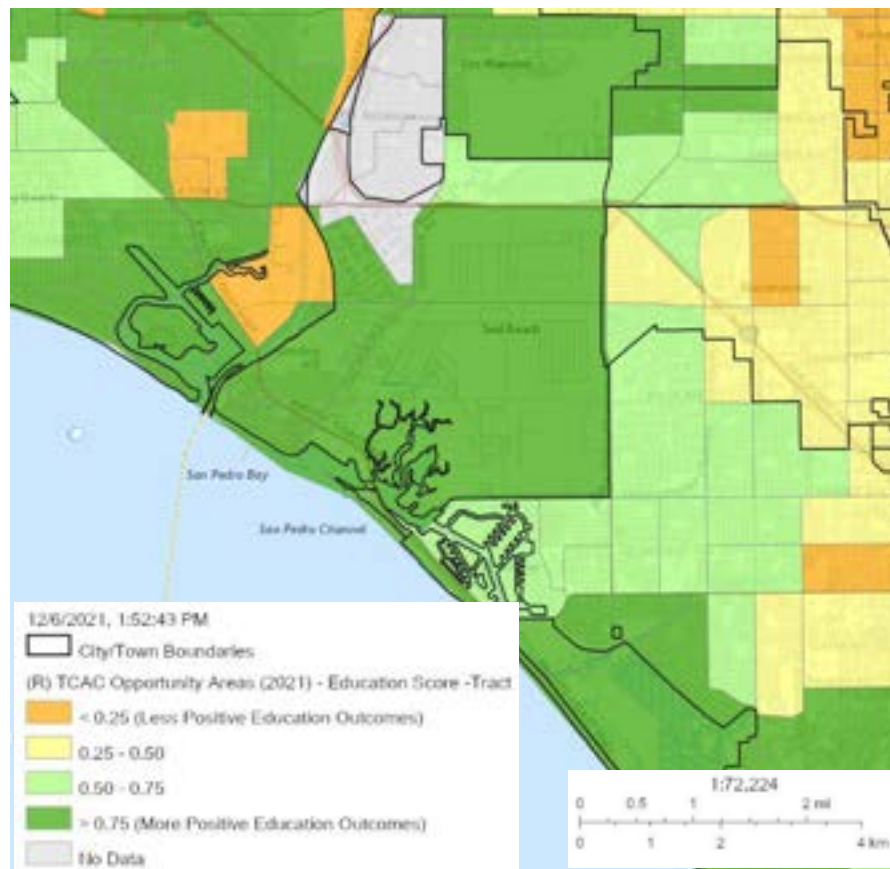 Los Alamitos
Seal Beach
San Pedro Bay
San Pedro Channel
12/6/2021, 1:52:43 PM
City/Town Boundaries
(R) TCAC Opportunity Areas (2021) - Education Score -Tract
< 0.25 (Less Positive Education Outcomes)
0.25 - 0.50
0.50 - 0.75
> 0.75 (More Positive Education Outcomes)
No Data
1:72,224
0 0.5 1 2 mi
0 1 2 4 km